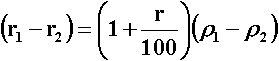 (r₁ − r₂) = (1 + r/100)(ρ₁ − ρ₂)